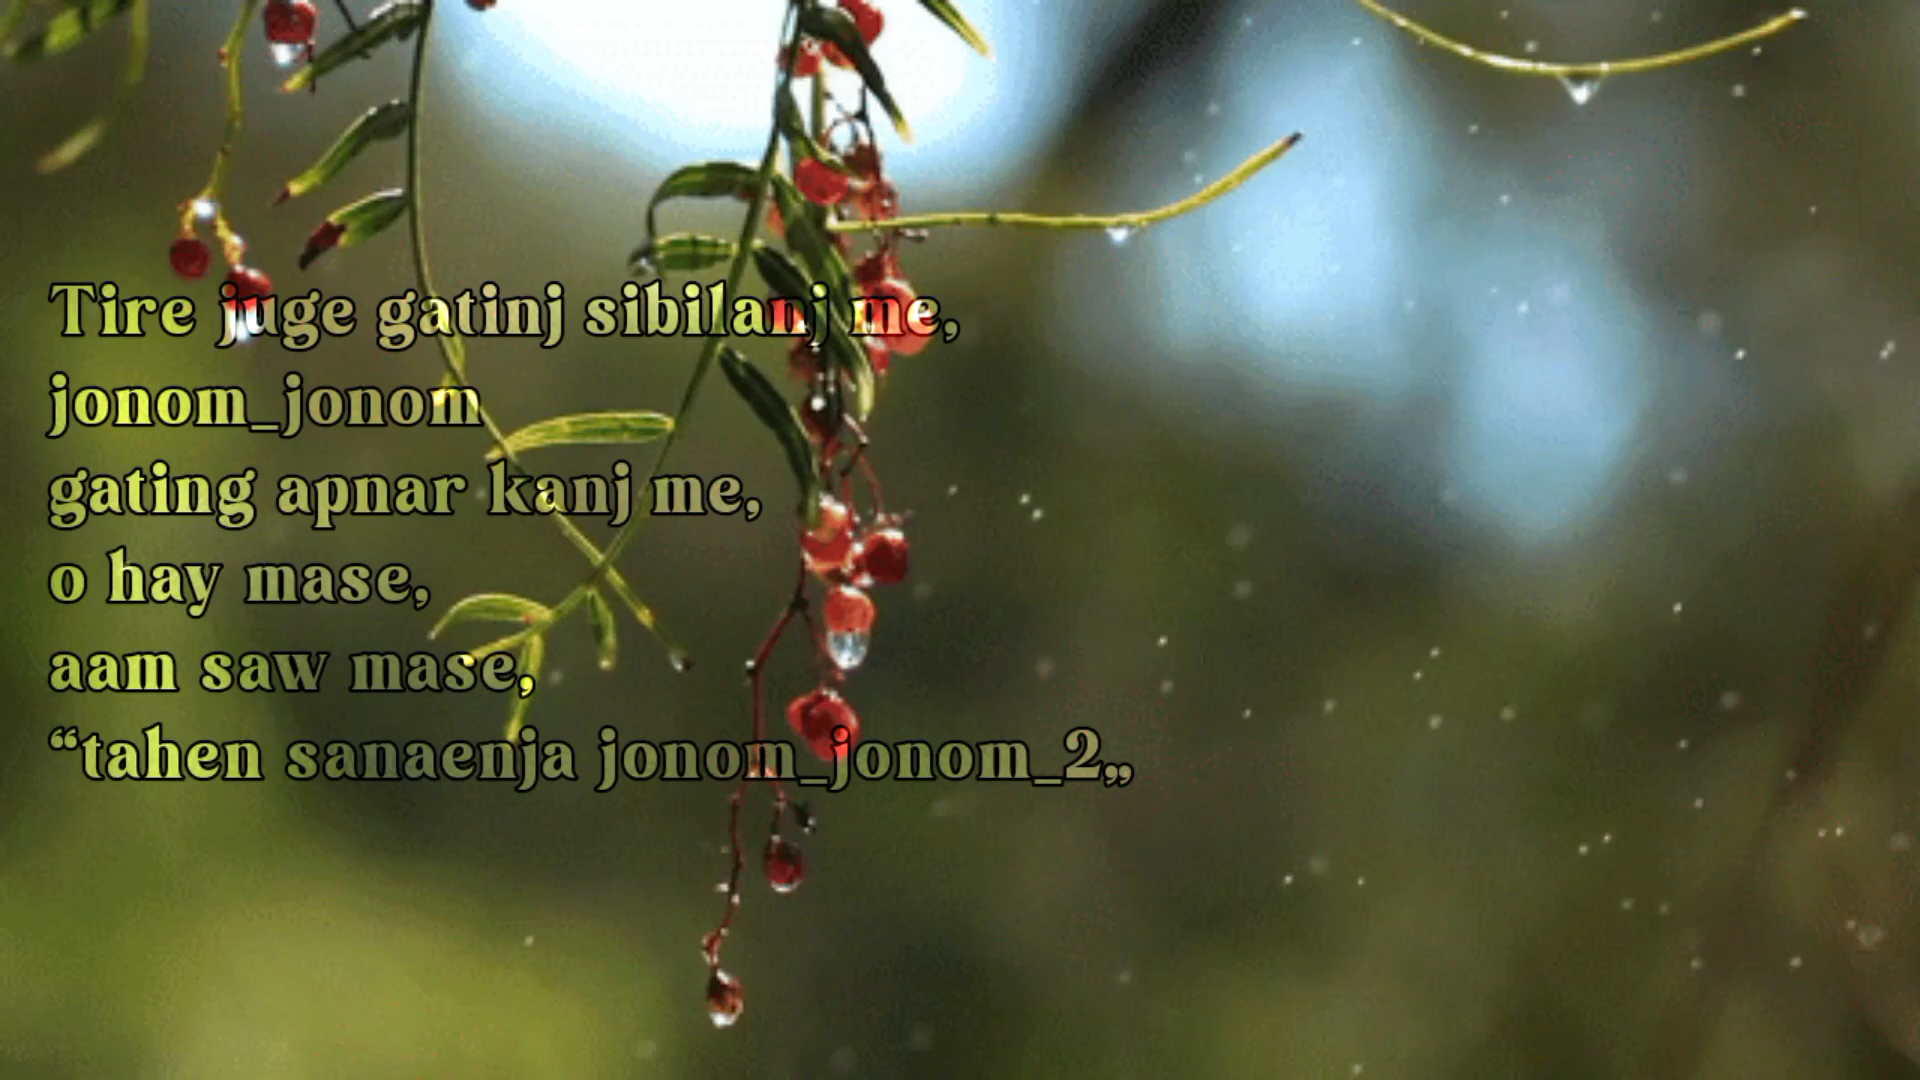 Tire juge gatinj sibilanj me,
jonom_jonom
gating apnar kanj me,
o hay mase,
aam saw mase,
“tahen sanaenja jonom_jonom_2„